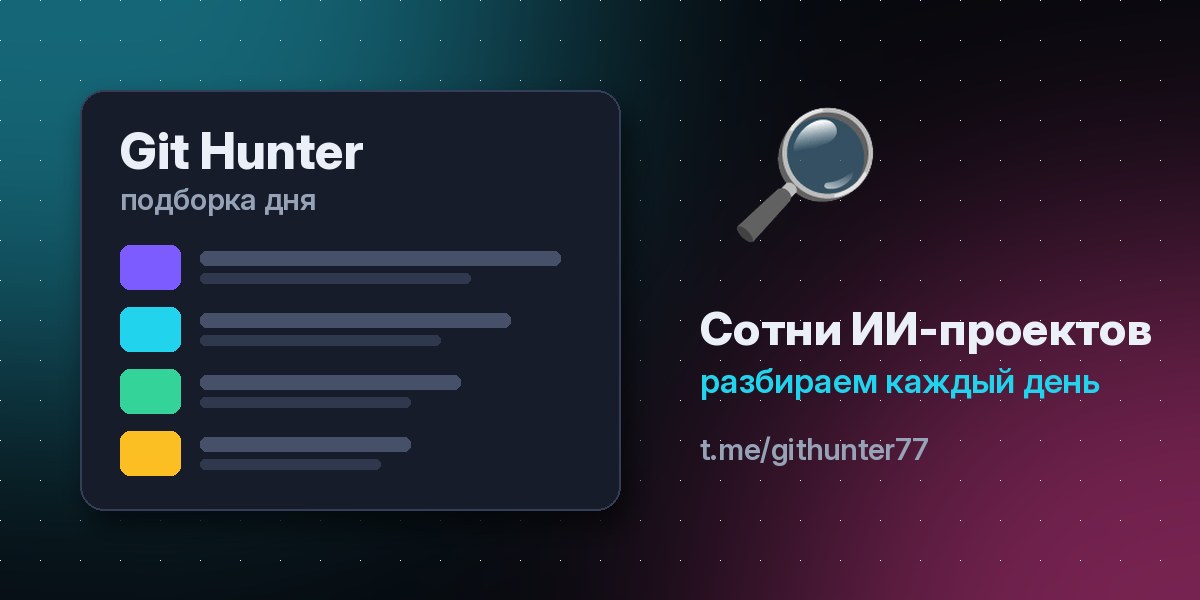 Git Hunter
подборка дня
Сотни ИИ-проектов
разбираем каждый день
t.me/githunter77